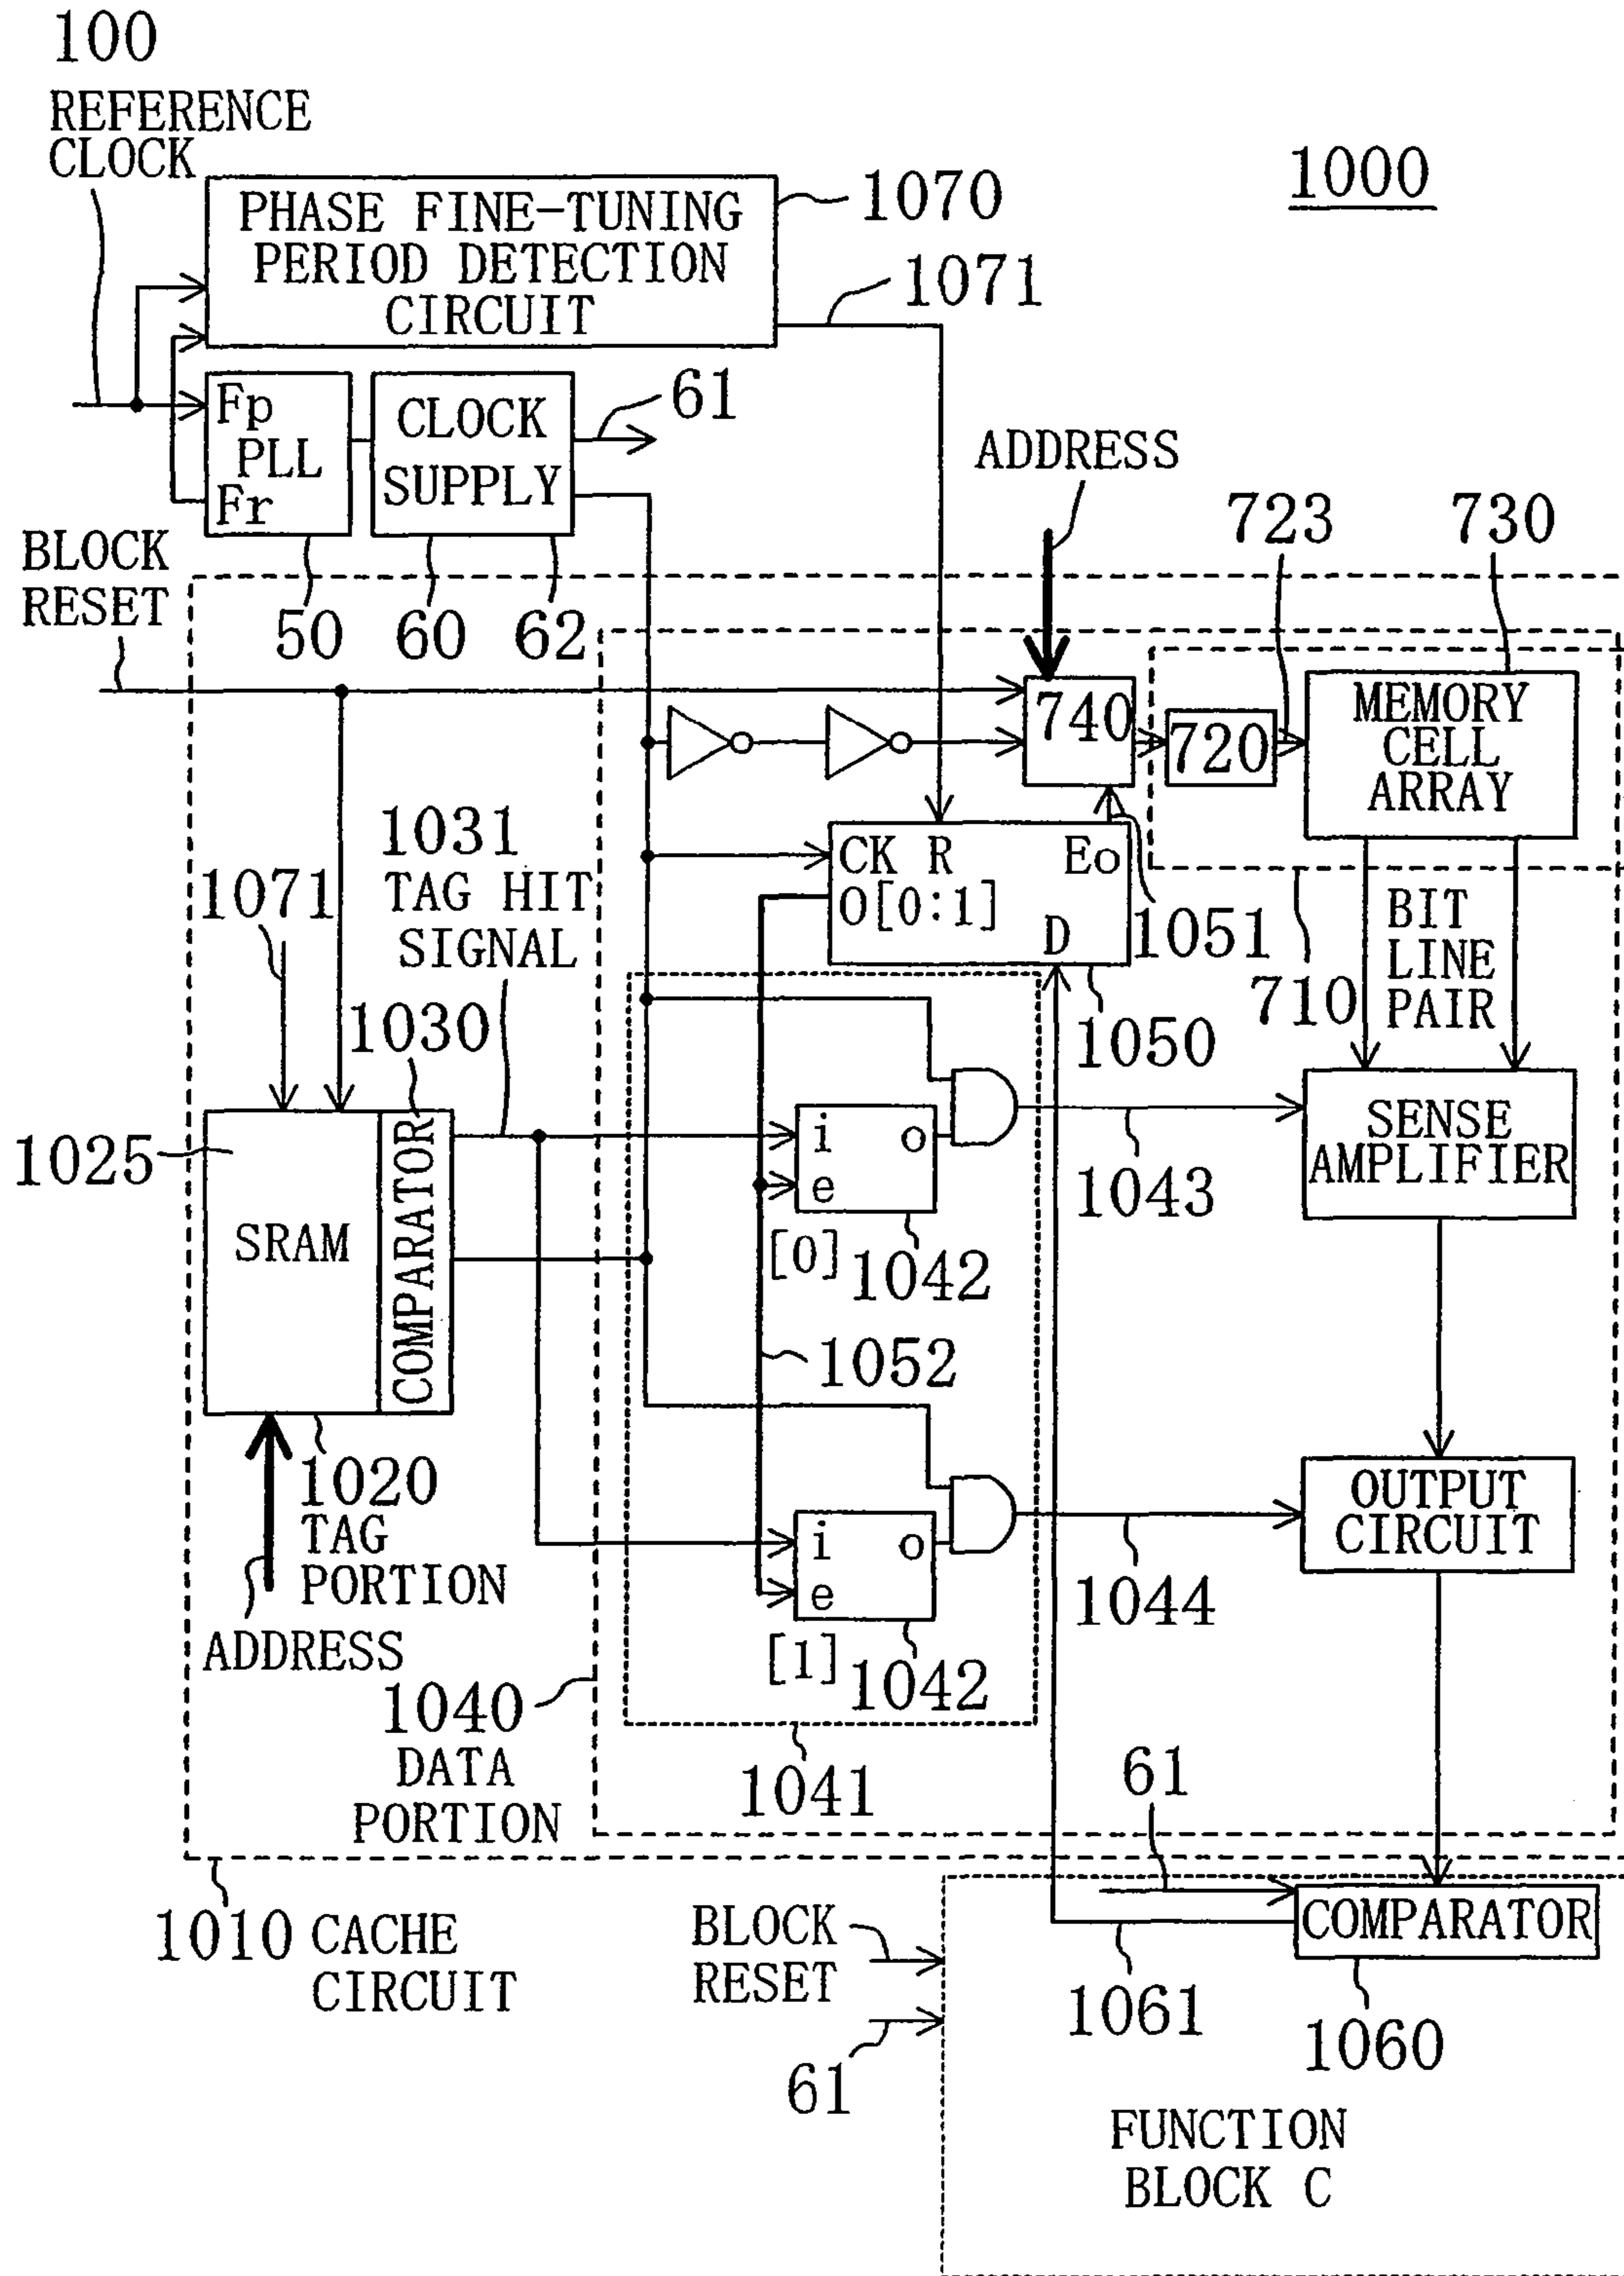 100
REFERENCE
CLOCK
1000
PHASE FINE-TUNING
PERIOD DETECTION
CIRCUIT
1070
1071
Fp
PLL
Fr
CLOCK
SUPPLY
61
ADDRESS
BLOCK
RESET
50
60
62
723
730
740
720
MEMORY
CELL
ARRAY
1031
TAG HIT
SIGNAL
1071
CK R Eo
O[0:1]
D
1051
710
BIT
LINE
PAIR
1030
1050
1025
SRAM
COMPARATOR
i o
e
[0]
1042
1043
SENSE
AMPLIFIER
1052
1020
TAG
PORTION
ADDRESS
i o
e
[1]
1042
1044
OUTPUT
CIRCUIT
1040
DATA
PORTION
1041
61
1010 CACHE
CIRCUIT
BLOCK
RESET
61
COMPARATOR
1061
1060
FUNCTION
BLOCK C